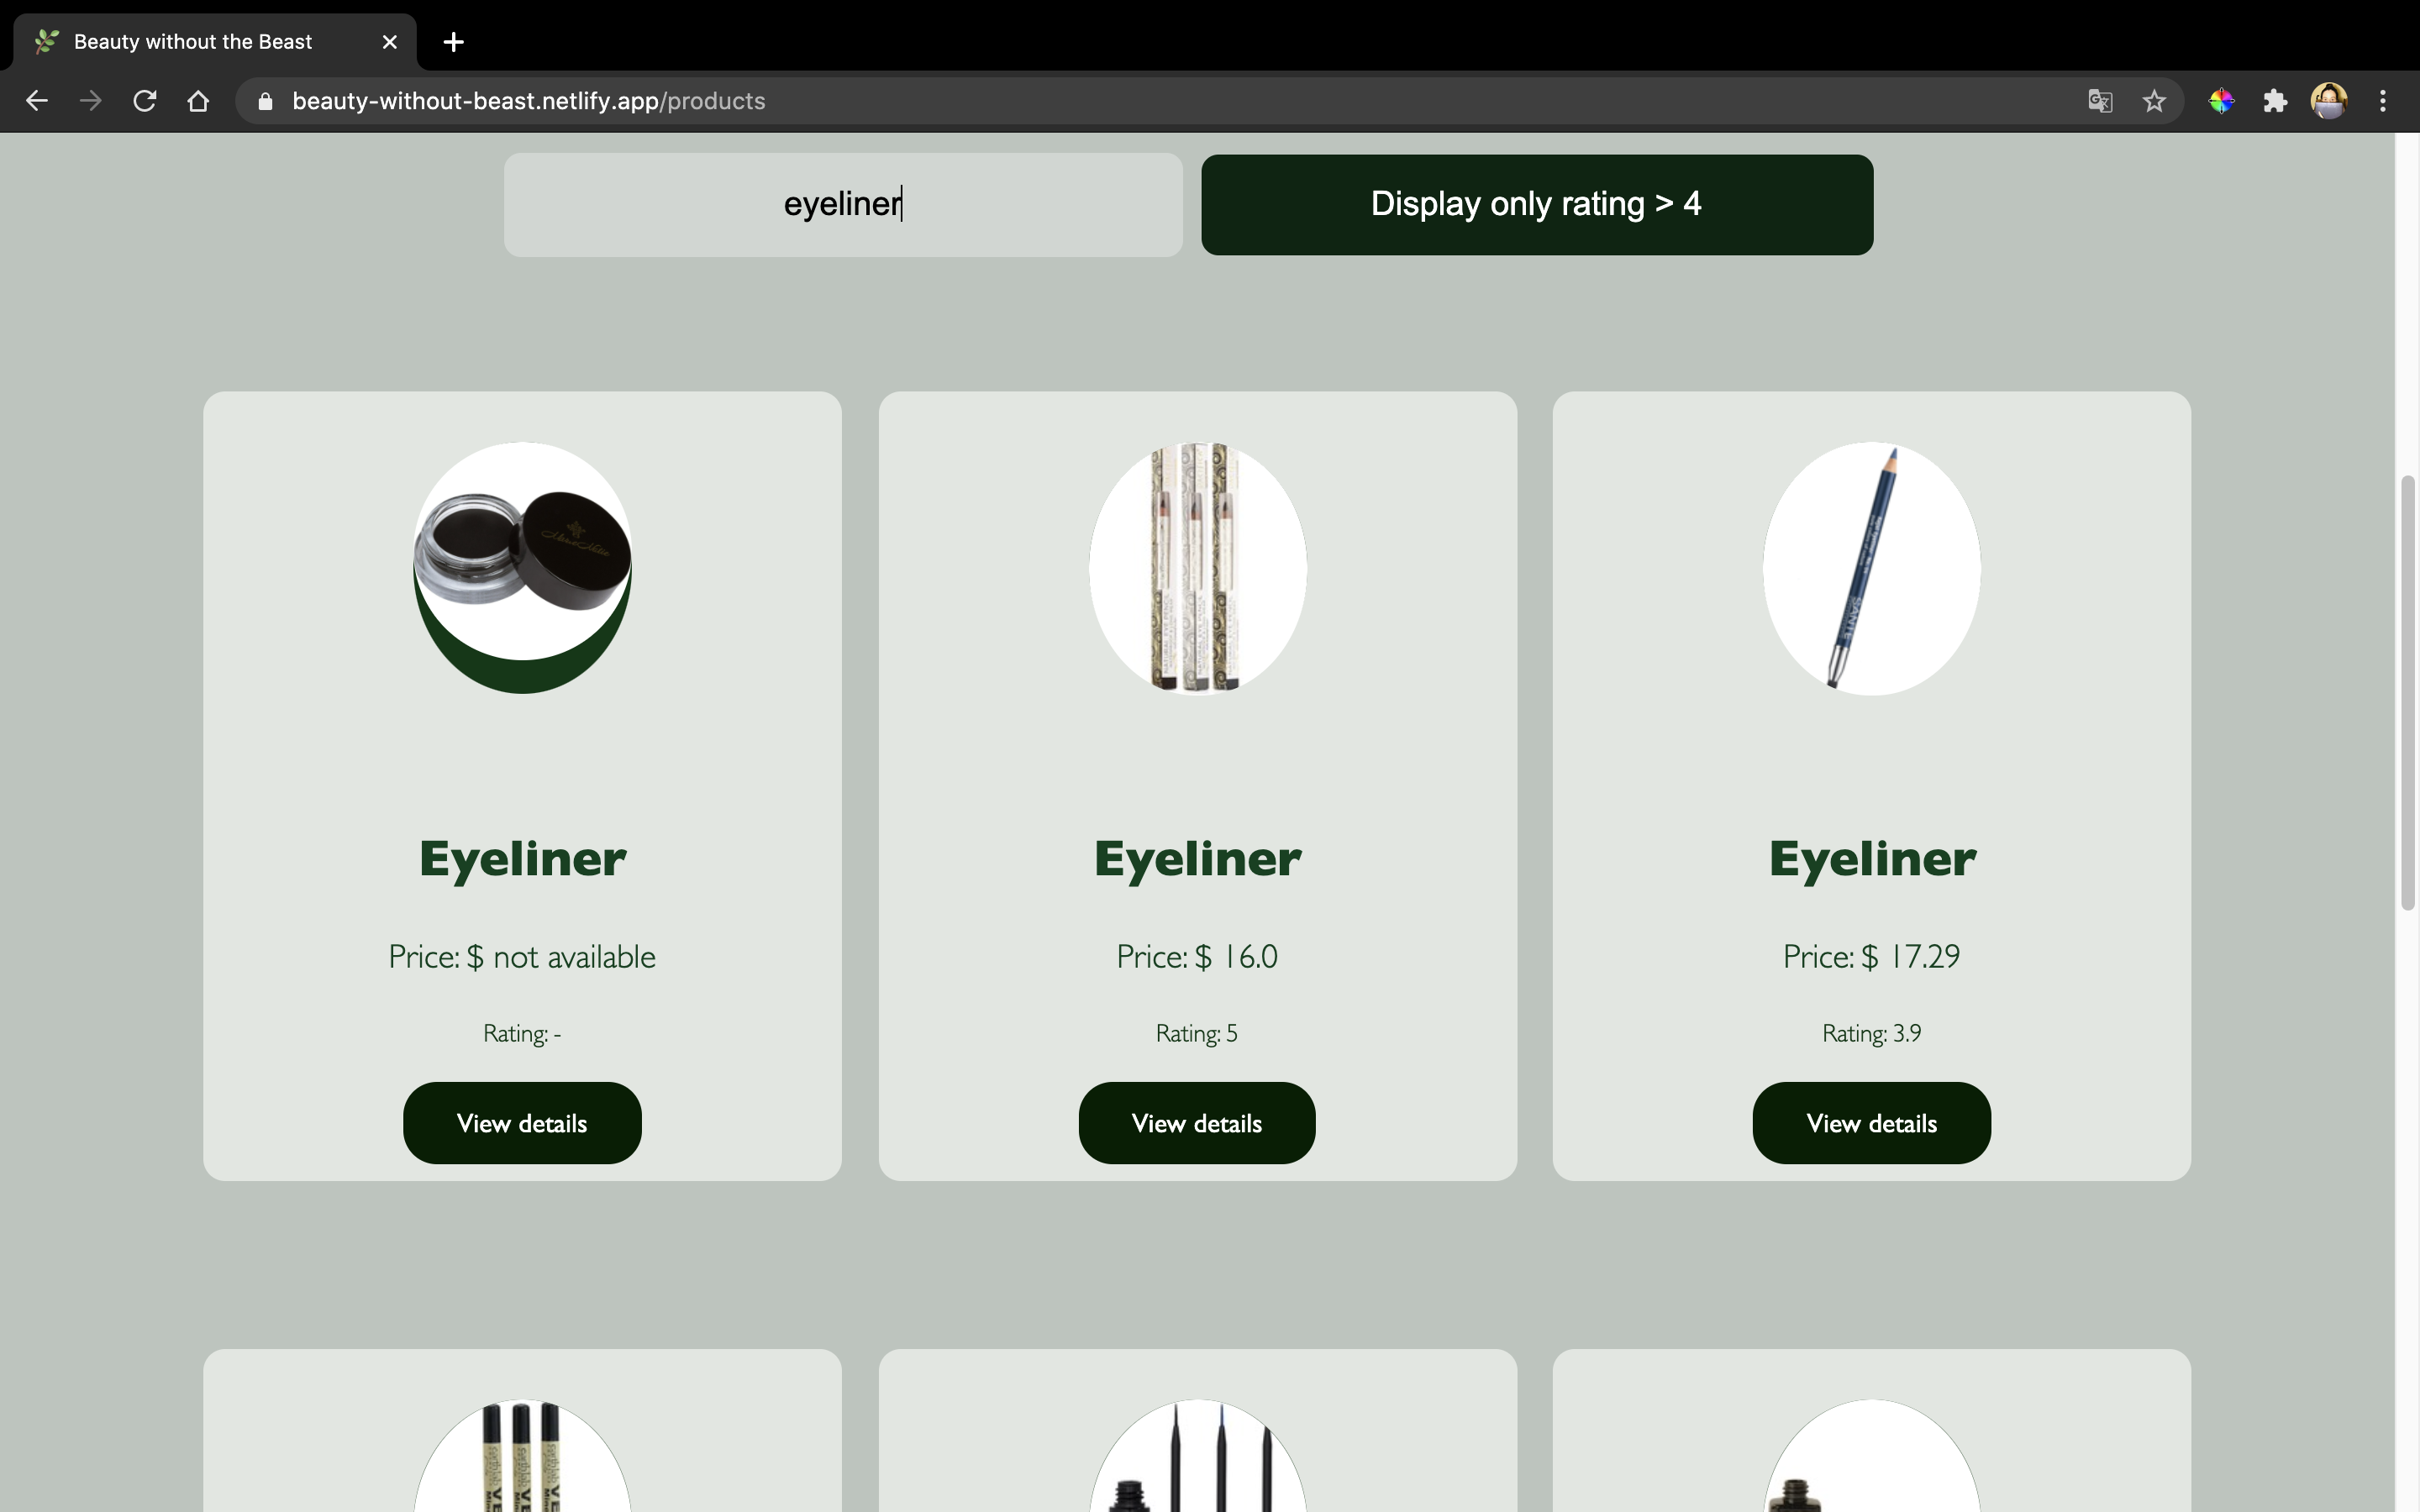 Beauty without the Beast
beauty-without-beast.netlify.app/products
eyeliner
Display only rating > 4
Eyeliner
Price: $ not available
Rating: -
View details
Eyeliner
Price: $ 16.0
Rating: 5
View details
SANTE
Eyeliner
Price: $ 17.29
Rating: 3.9
View details